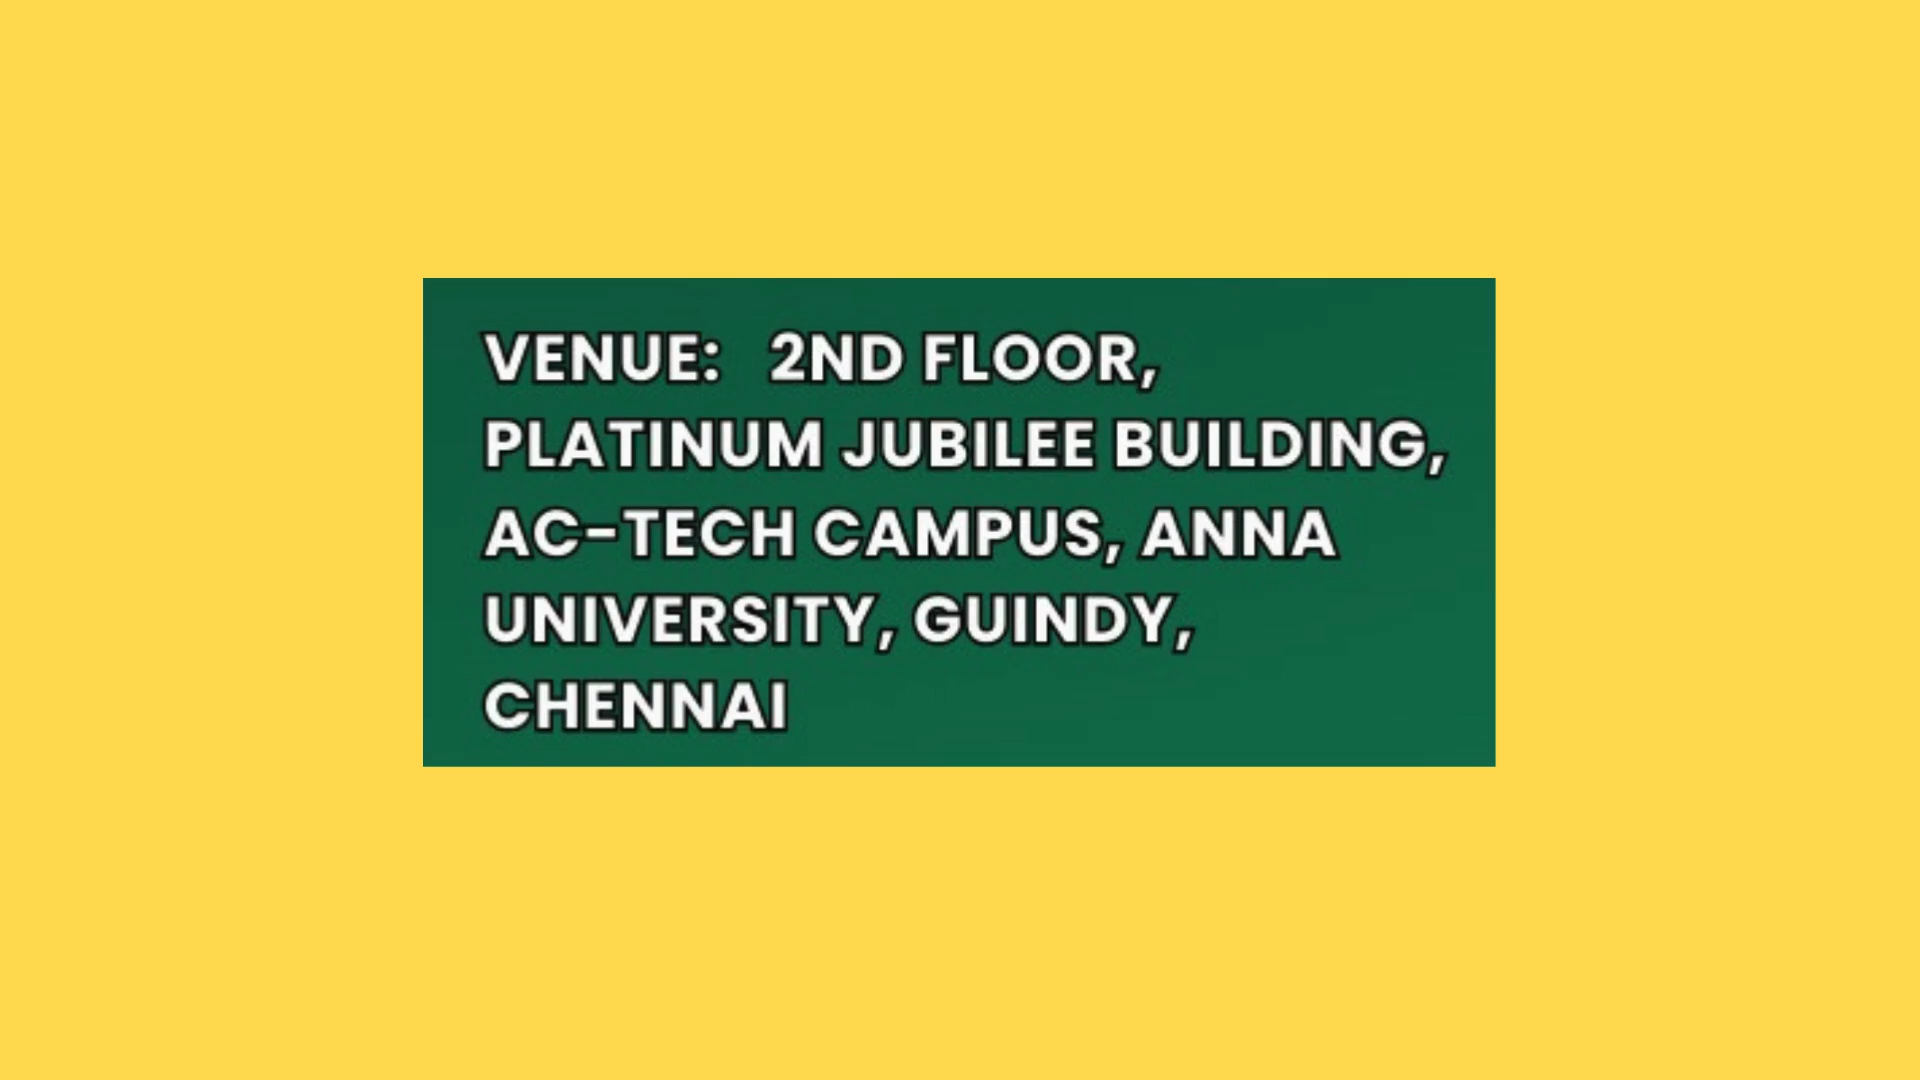 VENUE:   2ND FLOOR,
PLATINUM JUBILEE BUILDING,
AC-TECH CAMPUS, ANNA
UNIVERSITY, GUINDY,
CHENNAI